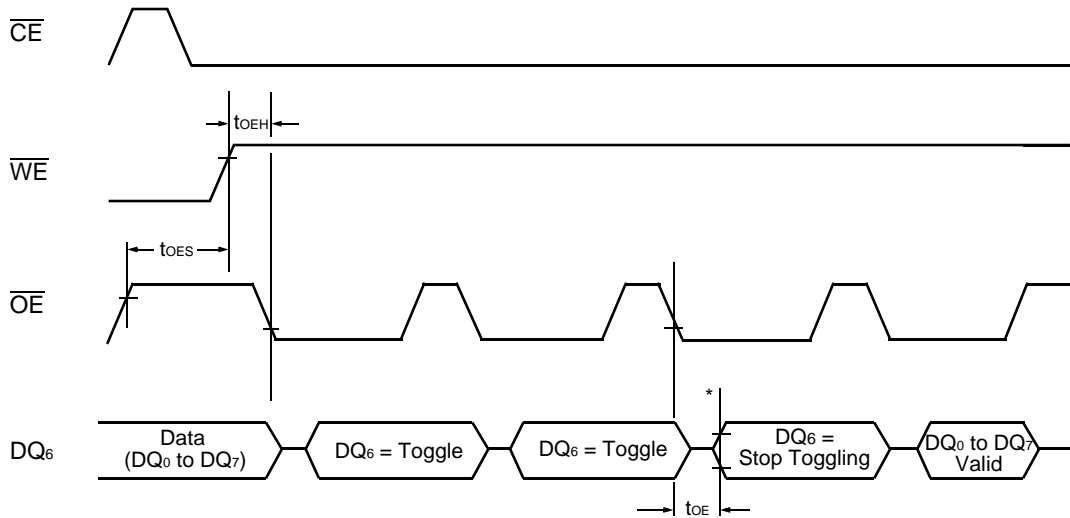 CE
tOEH
WE
tOES
OE
*
DQ6
Data
(DQ0 to DQ7)
DQ6 = Toggle
DQ6 = Toggle
DQ6 =
Stop Toggling
DQ0 to DQ7
Valid
tOE